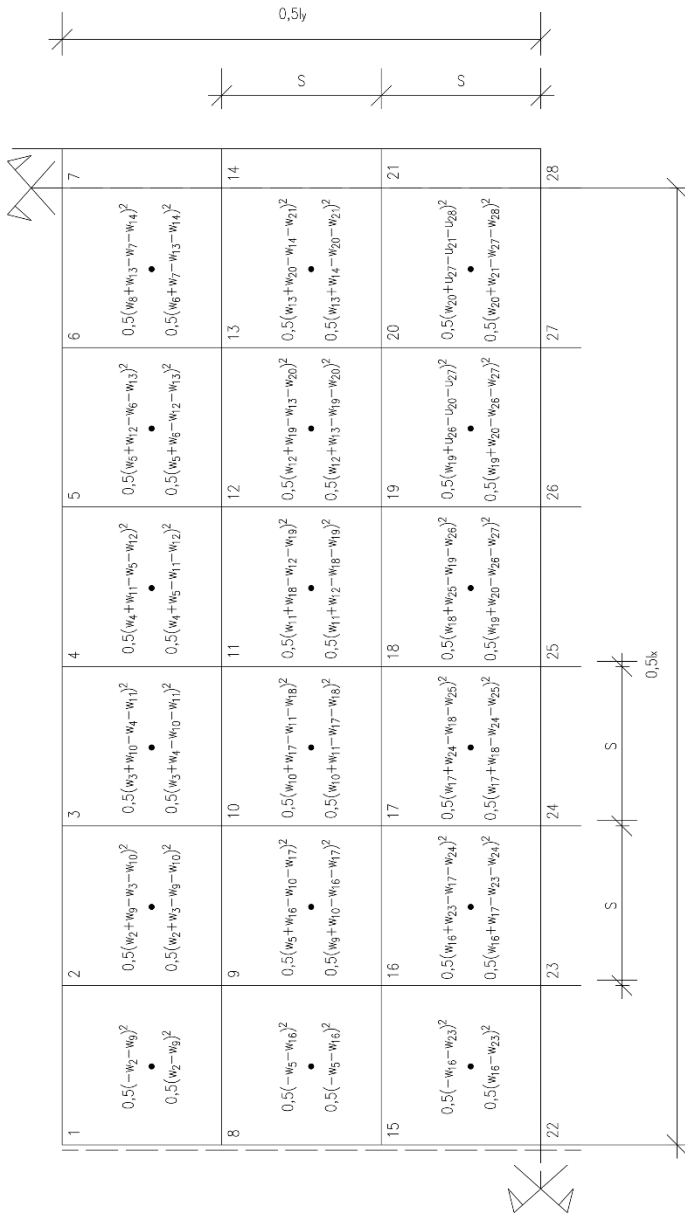 0,5ly
S
S
1
2
3
4
5
6
7
0,5(-w₂-w₉)²
0,5(w₂-w₉)²
0,5(w₂+w₉-w₃-w₁₀)²
0,5(w₂+w₃-w₉-w₁₀)²
0,5(w₃+w₁₀-w₄-w₁₁)²
0,5(w₃+w₄-w₁₀-w₁₁)²
0,5(w₄+w₁₁-w₅-w₁₂)²
0,5(w₄+w₅-w₁₁-w₁₂)²
0,5(w₅+w₁₂-w₆-w₁₃)²
0,5(w₅+w₆-w₁₂-w₁₃)²
0,5(w₈+w₁₃-w₇-w₁₄)²
0,5(w₆+w₇-w₁₃-w₁₄)²
8
9
10
11
12
13
14
0,5(-w₅-w₁₆)²
0,5(-w₅-w₁₆)²
0,5(w₅+w₁₆-w₁₀-w₁₇)²
0,5(w₉+w₁₀-w₁₆-w₁₇)²
0,5(w₁₀+w₁₇-w₁₁-w₁₈)²
0,5(w₁₀+w₁₁-w₁₇-w₁₈)²
0,5(w₁₁+w₁₈-w₁₂-w₁₉)²
0,5(w₁₁+w₁₂-w₁₈-w₁₉)²
0,5(w₁₂+w₁₉-w₁₃-w₂₀)²
0,5(w₁₂+w₁₃-w₁₉-w₂₀)²
0,5(w₁₃+w₂₀-w₁₄-w₂₁)²
0,5(w₁₃+w₁₄-w₂₀-w₂₁)²
15
16
17
18
19
20
21
0,5(-w₁₆-w₂₃)²
0,5(w₁₆-w₂₃)²
0,5(w₁₆+w₂₃-w₁₇-w₂₄)²
0,5(w₁₆+w₁₇-w₂₃-w₂₄)²
0,5(w₁₇+w₂₄-w₁₈-w₂₅)²
0,5(w₁₇+w₁₈-w₂₄-w₂₅)²
0,5(w₁₈+w₂₅-w₁₉-w₂₆)²
0,5(w₁₉+w₂₀-w₂₆-w₂₇)²
0,5(w₁₉+u₂₆-u₂₀-u₂₇)²
0,5(w₁₉+w₂₀-w₂₆-w₂₇)²
0,5(w₂₀+u₂₇-u₂₁-u₂₈)²
0,5(w₂₀+w₂₁-w₂₇-w₂₈)²
22
23
24
25
26
27
28
S
S
0,5lx